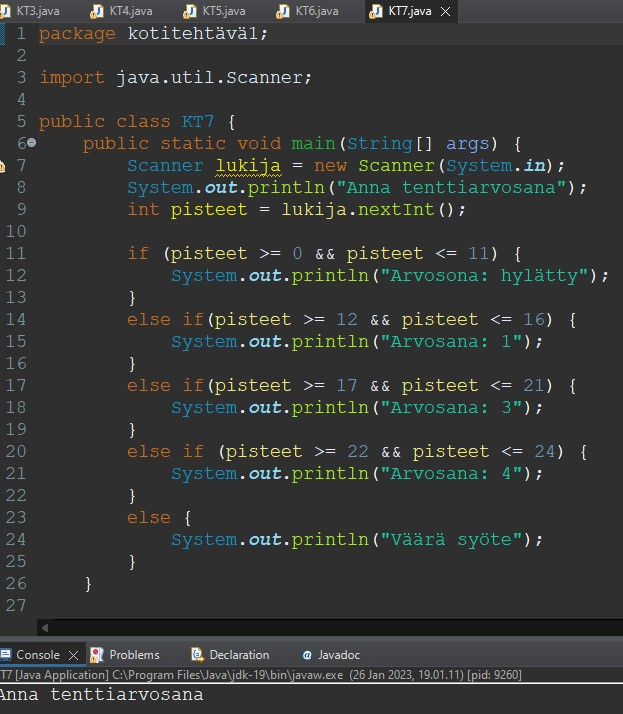 KT3.java KT4.java KT5.java KT6.java KT7.java
1 package kotitehtävä1;
2
3 import java.util.Scanner;
4
5 public class KT7 {
6 public static void main(String[] args) {
7 Scanner lukija = new Scanner(System.in);
8 System.out.println("Anna tenttiarvosana");
9 int pisteet = lukija.nextInt();
10
11 if (pisteet >= 0 && pisteet <= 11) {
12 System.out.println("Arvosona: hylätty");
13 }
14 else if(pisteet >= 12 && pisteet <= 16) {
15 System.out.println("Arvosana: 1");
16 }
17 else if(pisteet >= 17 && pisteet <= 21) {
18 System.out.println("Arvosana: 3");
19 }
20 else if (pisteet >= 22 && pisteet <= 24) {
21 System.out.println("Arvosana: 4");
22 }
23 else {
24 System.out.println("Väärä syöte");
25 }
26 }
27
Console Problems Declaration Javadoc
T7 [Java Application] C:\Program Files\Java\jdk-19\bin\javaw.exe (26 Jan 2023, 19.01.11) [pid: 9260]
Anna tenttiarvosana